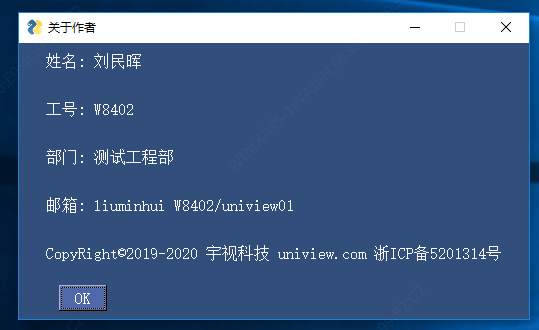 关于作者
姓名: 刘民晖
工号: W8402
部门: 测试工程部
邮箱: liuminhui W8402/uniview01
CopyRight©2019-2020 宇视科技 uniview.com 浙ICP备5201314号
OK